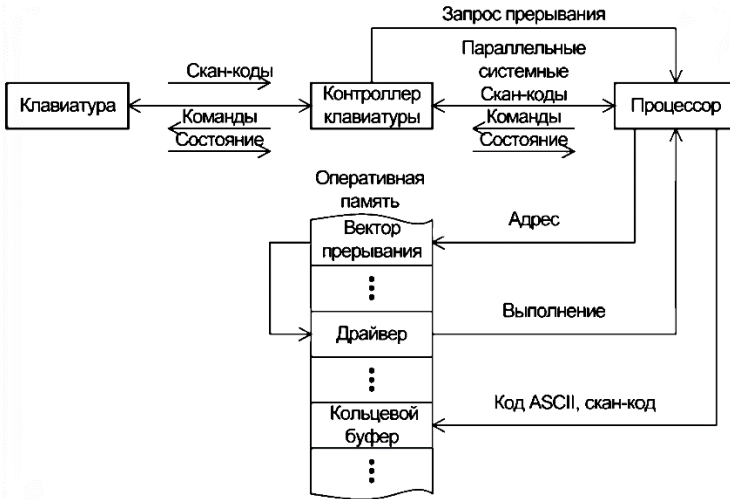 Запрос прерывания
Параллельные
системные
Скан-коды
Скан-коды
Клавиатура
Контроллер
клавиатуры
Процессор
Команды
Команды
Состояние
Состояние
Оперативная
память
Вектор
прерывания
Адрес
Драйвер
Выполнение
Кольцевой
буфер
Код ASCII, скан-код